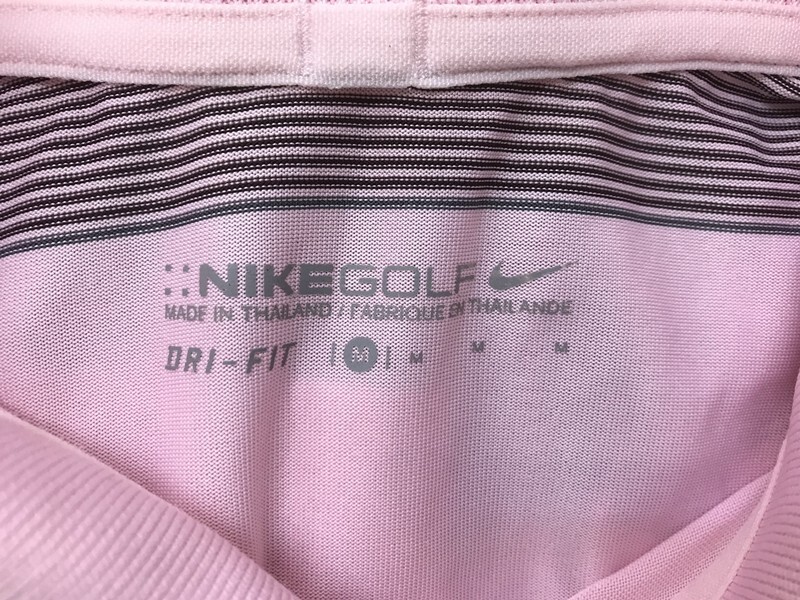 ::NIKEGOLF
MADE IN THAILAND / FABRIQUE EN THAILANDE
DRI-FIT | M | M M M